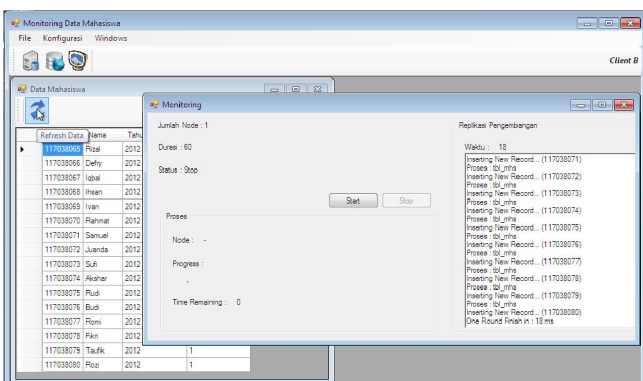 Monitoring Data Mahasiswa
File Konfigurasi Windows
Client B
Data Mahasiswa
Refresh Data Nama Tahu
117038065 Rizal 2012
117038066 Defry 2012
117038067 Iqbal 2012
117038068 Ihsan 2012
117038069 Ivan 2012
117038070 Rahmat 2012
117038071 Samuel 2012
117038072 Juanda 2012
117038073 Sufi 2012
117038074 Akshar 2012
117038075 Rudi 2012
117038076 Budi 2012
117038077 Romi 2012
117038078 Fikri 2012
117038079 Taufik 2012 1
117038080 Rozi 2012 1
Monitoring
Jumlah Node : 1
Durasi : 60
Status : Stop
Start Stop
Proses
Node : -
Progress :
-
Time Remaining : 0
Replikasi Pengembangan
Waktu : 18
Inserting New Record... (117038071)
Proses : tbl_mhs
Inserting New Record... (117038072)
Proses : tbl_mhs
Inserting New Record... (117038073)
Proses : tbl_mhs
Inserting New Record... (117038074)
Proses : tbl_mhs
Inserting New Record... (117038075)
Proses : tbl_mhs
Inserting New Record... (117038076)
Proses : tbl_mhs
Inserting New Record... (117038077)
Proses : tbl_mhs
Inserting New Record... (117038078)
Proses : tbl_mhs
Inserting New Record... (117038079)
Proses : tbl_mhs
Inserting New Record... (117038080)
One Round Finish in : 18 ms